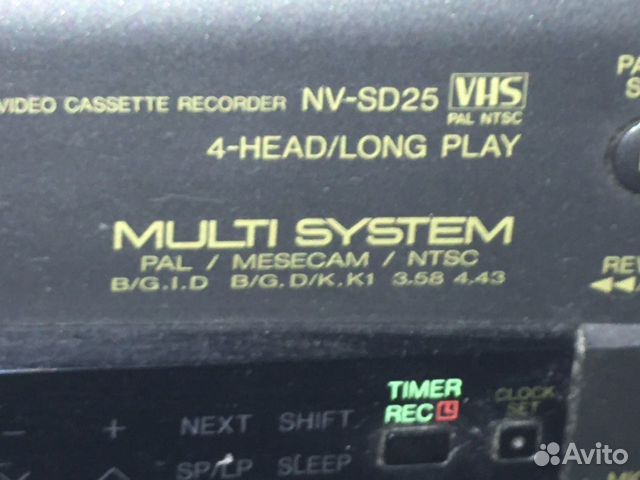 VIDEO CASSETTE RECORDER NV-SD25 VHS
PAL NTSC
4-HEAD/LONG PLAY
MULTI SYSTEM
PAL / MESECAM / NTSC
B/G.I.D B/G.D/K.K1 3.58 4.43
REV
TIMER
REC
CLOCK
SET
- + NEXT SHIFT
SP/LP SLEEP
Avito